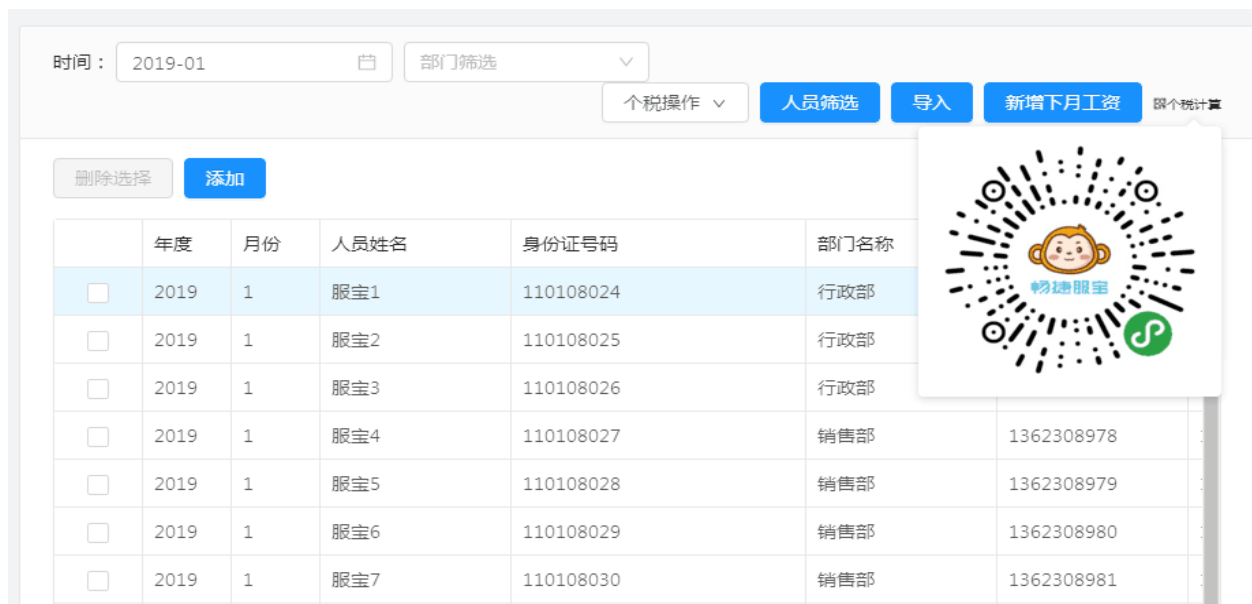 时间： 2019-01 部门筛选
个税操作 人员筛选 导入 新增下月工资 个税计算
删除选择 添加
年度 月份 人员姓名 身份证号码 部门名称
2019 1 服宝1 110108024 行政部
2019 1 服宝2 110108025 行政部
2019 1 服宝3 110108026 行政部
2019 1 服宝4 110108027 销售部 1362308978
2019 1 服宝5 110108028 销售部 1362308979
2019 1 服宝6 110108029 销售部 1362308980
2019 1 服宝7 110108030 销售部 1362308981
畅捷服宝